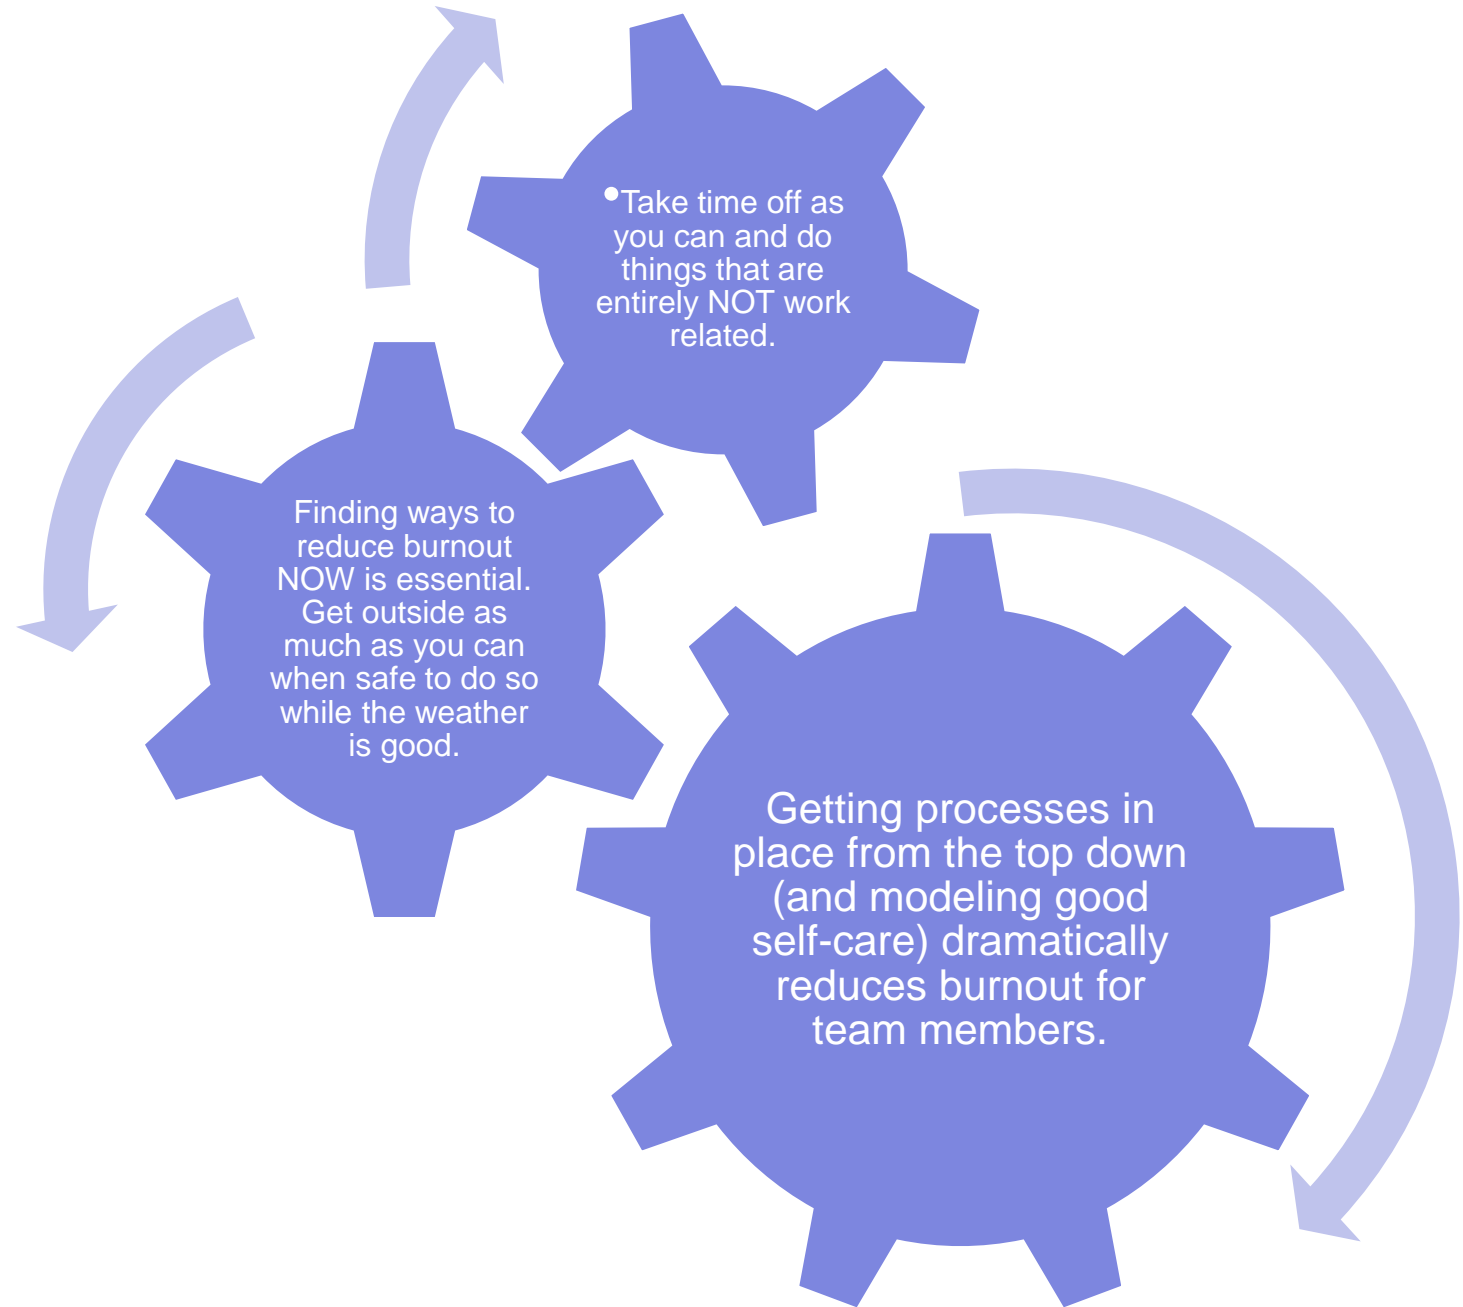 •Take time off as
you can and do
things that are
entirely NOT work
related.
Finding ways to
reduce burnout
NOW is essential.
Get outside as
much as you can
when safe to do so
while the weather
is good.
Getting processes in
place from the top down
(and modeling good
self-care) dramatically
reduces burnout for
team members.